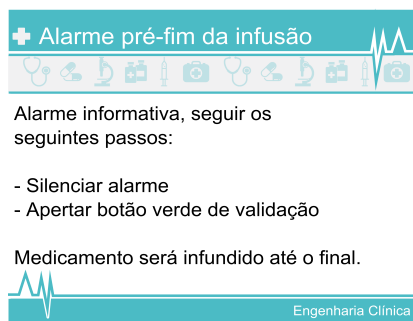 Alarme pré-fim da infusão
Alarme informativa, seguir os
seguintes passos:
- Silenciar alarme
- Apertar botão verde de validação
Medicamento será infundido até o final.
Engenharia Clínica